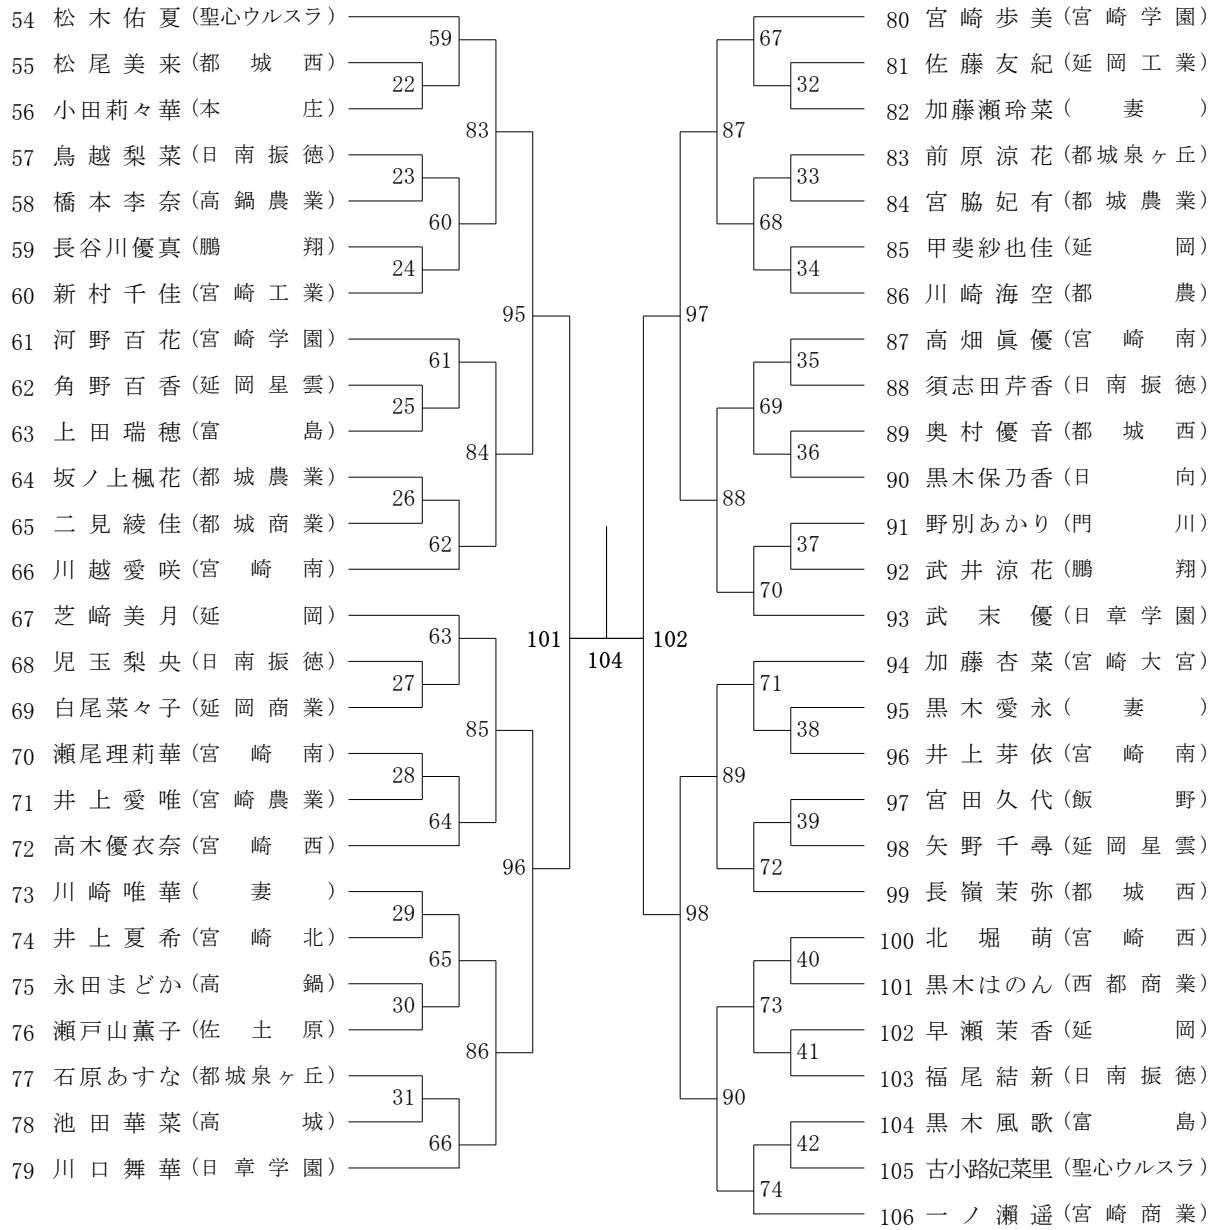 54 松木佑夏 (聖心ウルスラ)
55 松尾美来 (都城西)
56 小田莉々華 (本庄)
57 鳥越梨菜 (日南振徳)
58 橋本李奈 (高鍋農業)
59 長谷川優真 (鵬翔)
60 新村千佳 (宮崎工業)
61 河野百花 (宮崎学園)
62 角野百香 (延岡星雲)
63 上田瑞穂 (富島)
64 坂ノ上楓花 (都城農業)
65 二見綾佳 (都城商業)
66 川越愛咲 (宮崎南)
67 芝﨑美月 (延岡)
68 児玉梨央 (日南振徳)
69 白尾菜々子 (延岡商業)
70 瀬尾理莉華 (宮崎南)
71 井上愛唯 (宮崎農業)
72 高木優衣奈 (宮崎西)
73 川崎唯華 (妻)
74 井上夏希 (宮崎北)
75 永田まどか (高鍋)
76 瀬戸山薫子 (佐土原)
77 石原あすな (都城泉ヶ丘)
78 池田華菜 (高城)
79 川口舞華 (日章学園)
59
22
83
23
60
24
95
61
25
84
26
62
101
63
27
85
28
64
96
29
65
30
86
31
66
104
102
67
32
87
33
68
34
97
35
69
36
88
37
70
71
38
89
39
72
98
40
73
41
90
42
74
80 宮崎歩美 (宮崎学園)
81 佐藤友紀 (延岡工業)
82 加藤瀬玲菜 (妻)
83 前原涼花 (都城泉ヶ丘)
84 宮脇妃有 (都城農業)
85 甲斐紗也佳 (延岡)
86 川崎海空 (都農)
87 高畑眞優 (宮崎南)
88 須志田芹香 (日南振徳)
89 奥村優音 (都城西)
90 黒木保乃香 (日向)
91 野別あかり (門川)
92 武井涼花 (鵬翔)
93 武末優 (日章学園)
94 加藤杏菜 (宮崎大宮)
95 黒木愛永 (妻)
96 井上芽依 (宮崎南)
97 宮田久代 (飯野)
98 矢野千尋 (延岡星雲)
99 長嶺茉弥 (都城西)
100 北堀萌 (宮崎西)
101 黒木はのん (西都商業)
102 早瀬茉香 (延岡)
103 福尾結新 (日南振徳)
104 黒木風歌 (富島)
105 古小路妃菜里 (聖心ウルスラ)
106 一ノ瀬遥 (宮崎商業)